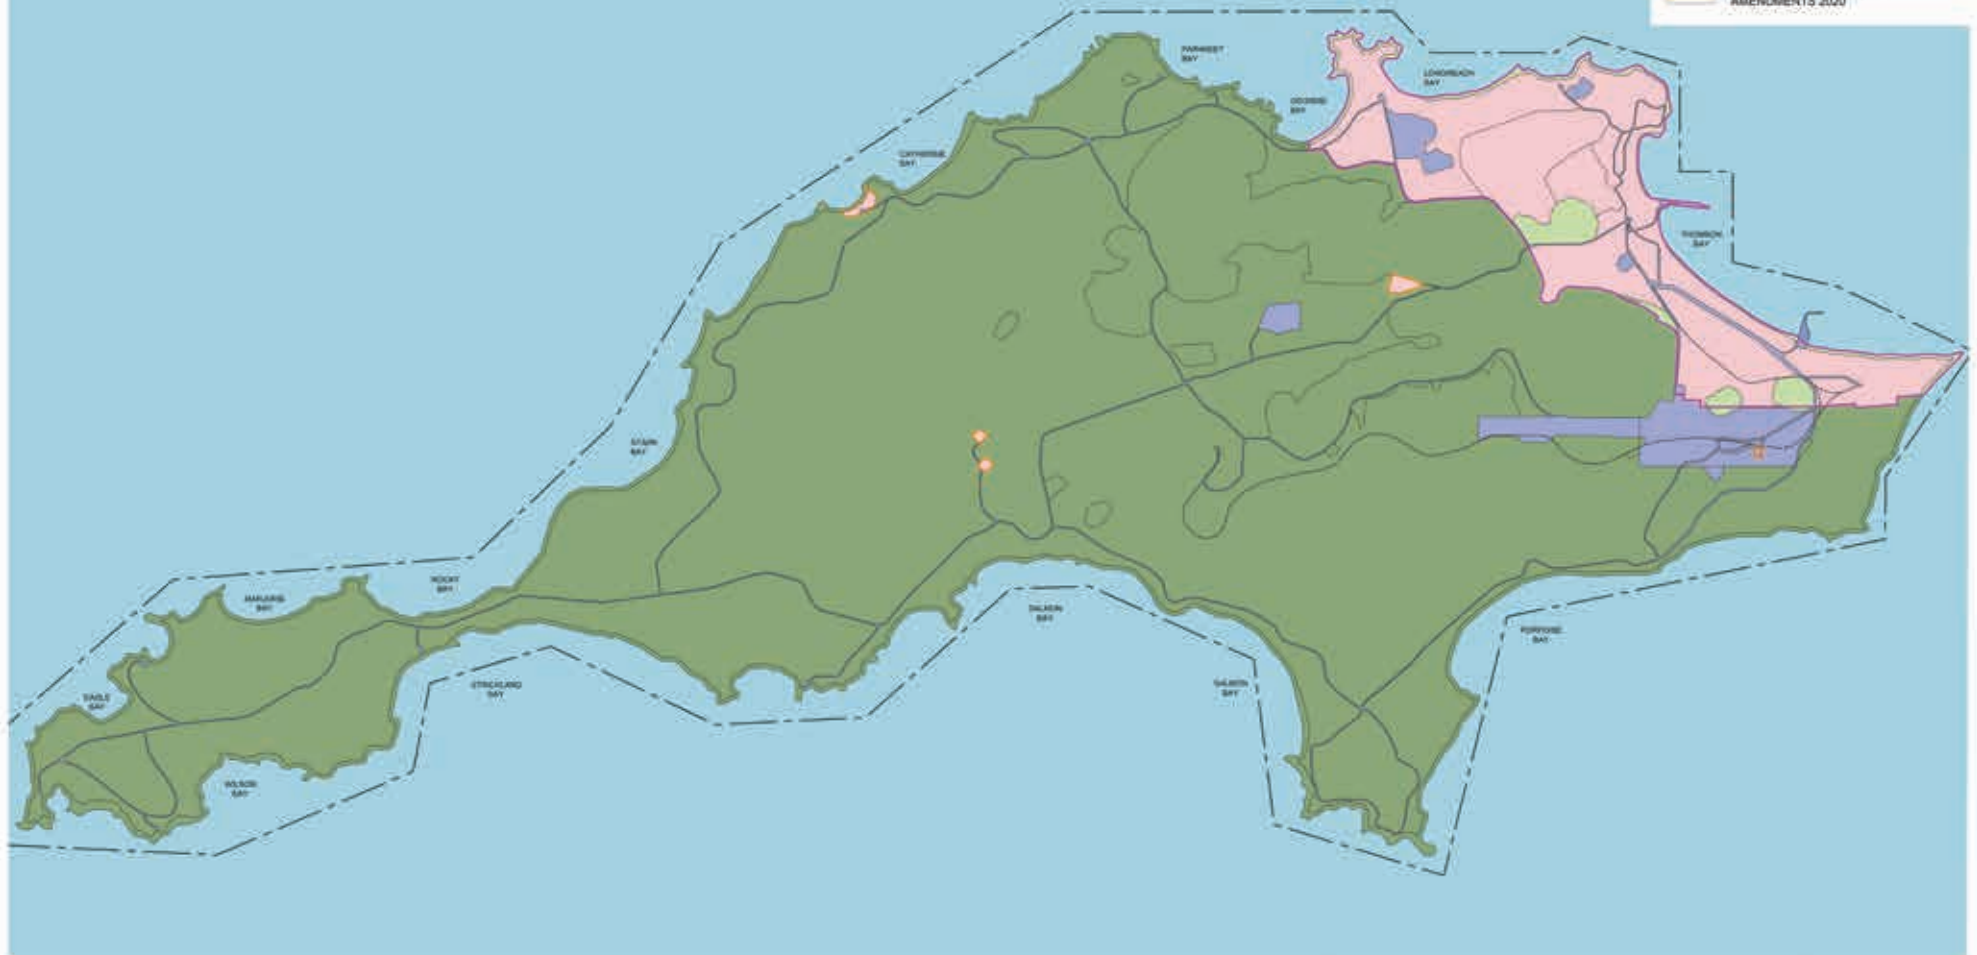 AMENDMENTS 2020
PARAKEET
BAY
LONGREACH
BAY
GEORDIE
BAY
CATHERINE
BAY
THOMSON
BAY
STARK
BAY
ROCKY
BAY
MARJORIE
BAY
SALMON
BAY
PORPOISE
BAY
STRICKLAND
BAY
SALMON
BAY
EAGLE
BAY
WILSON
BAY